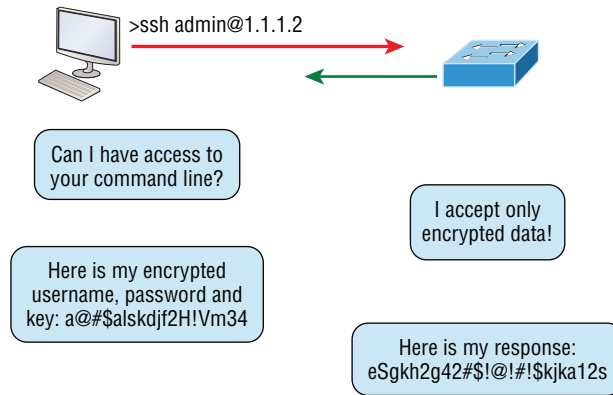 >ssh admin@1.1.1.2
Can I have access to
your command line?
I accept only
encrypted data!
Here is my encrypted
username, password and
key: a@#$alskdjf2H!Vm34
Here is my response:
eSgkh2g42#$!@!#!$kjka12s